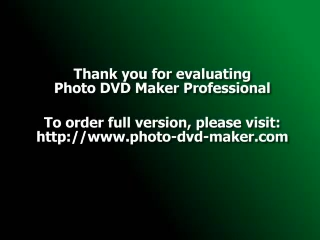 Thank you for evaluating
Photo DVD Maker Professional
To order full version, please visit:
http://www.photo-dvd-maker.com